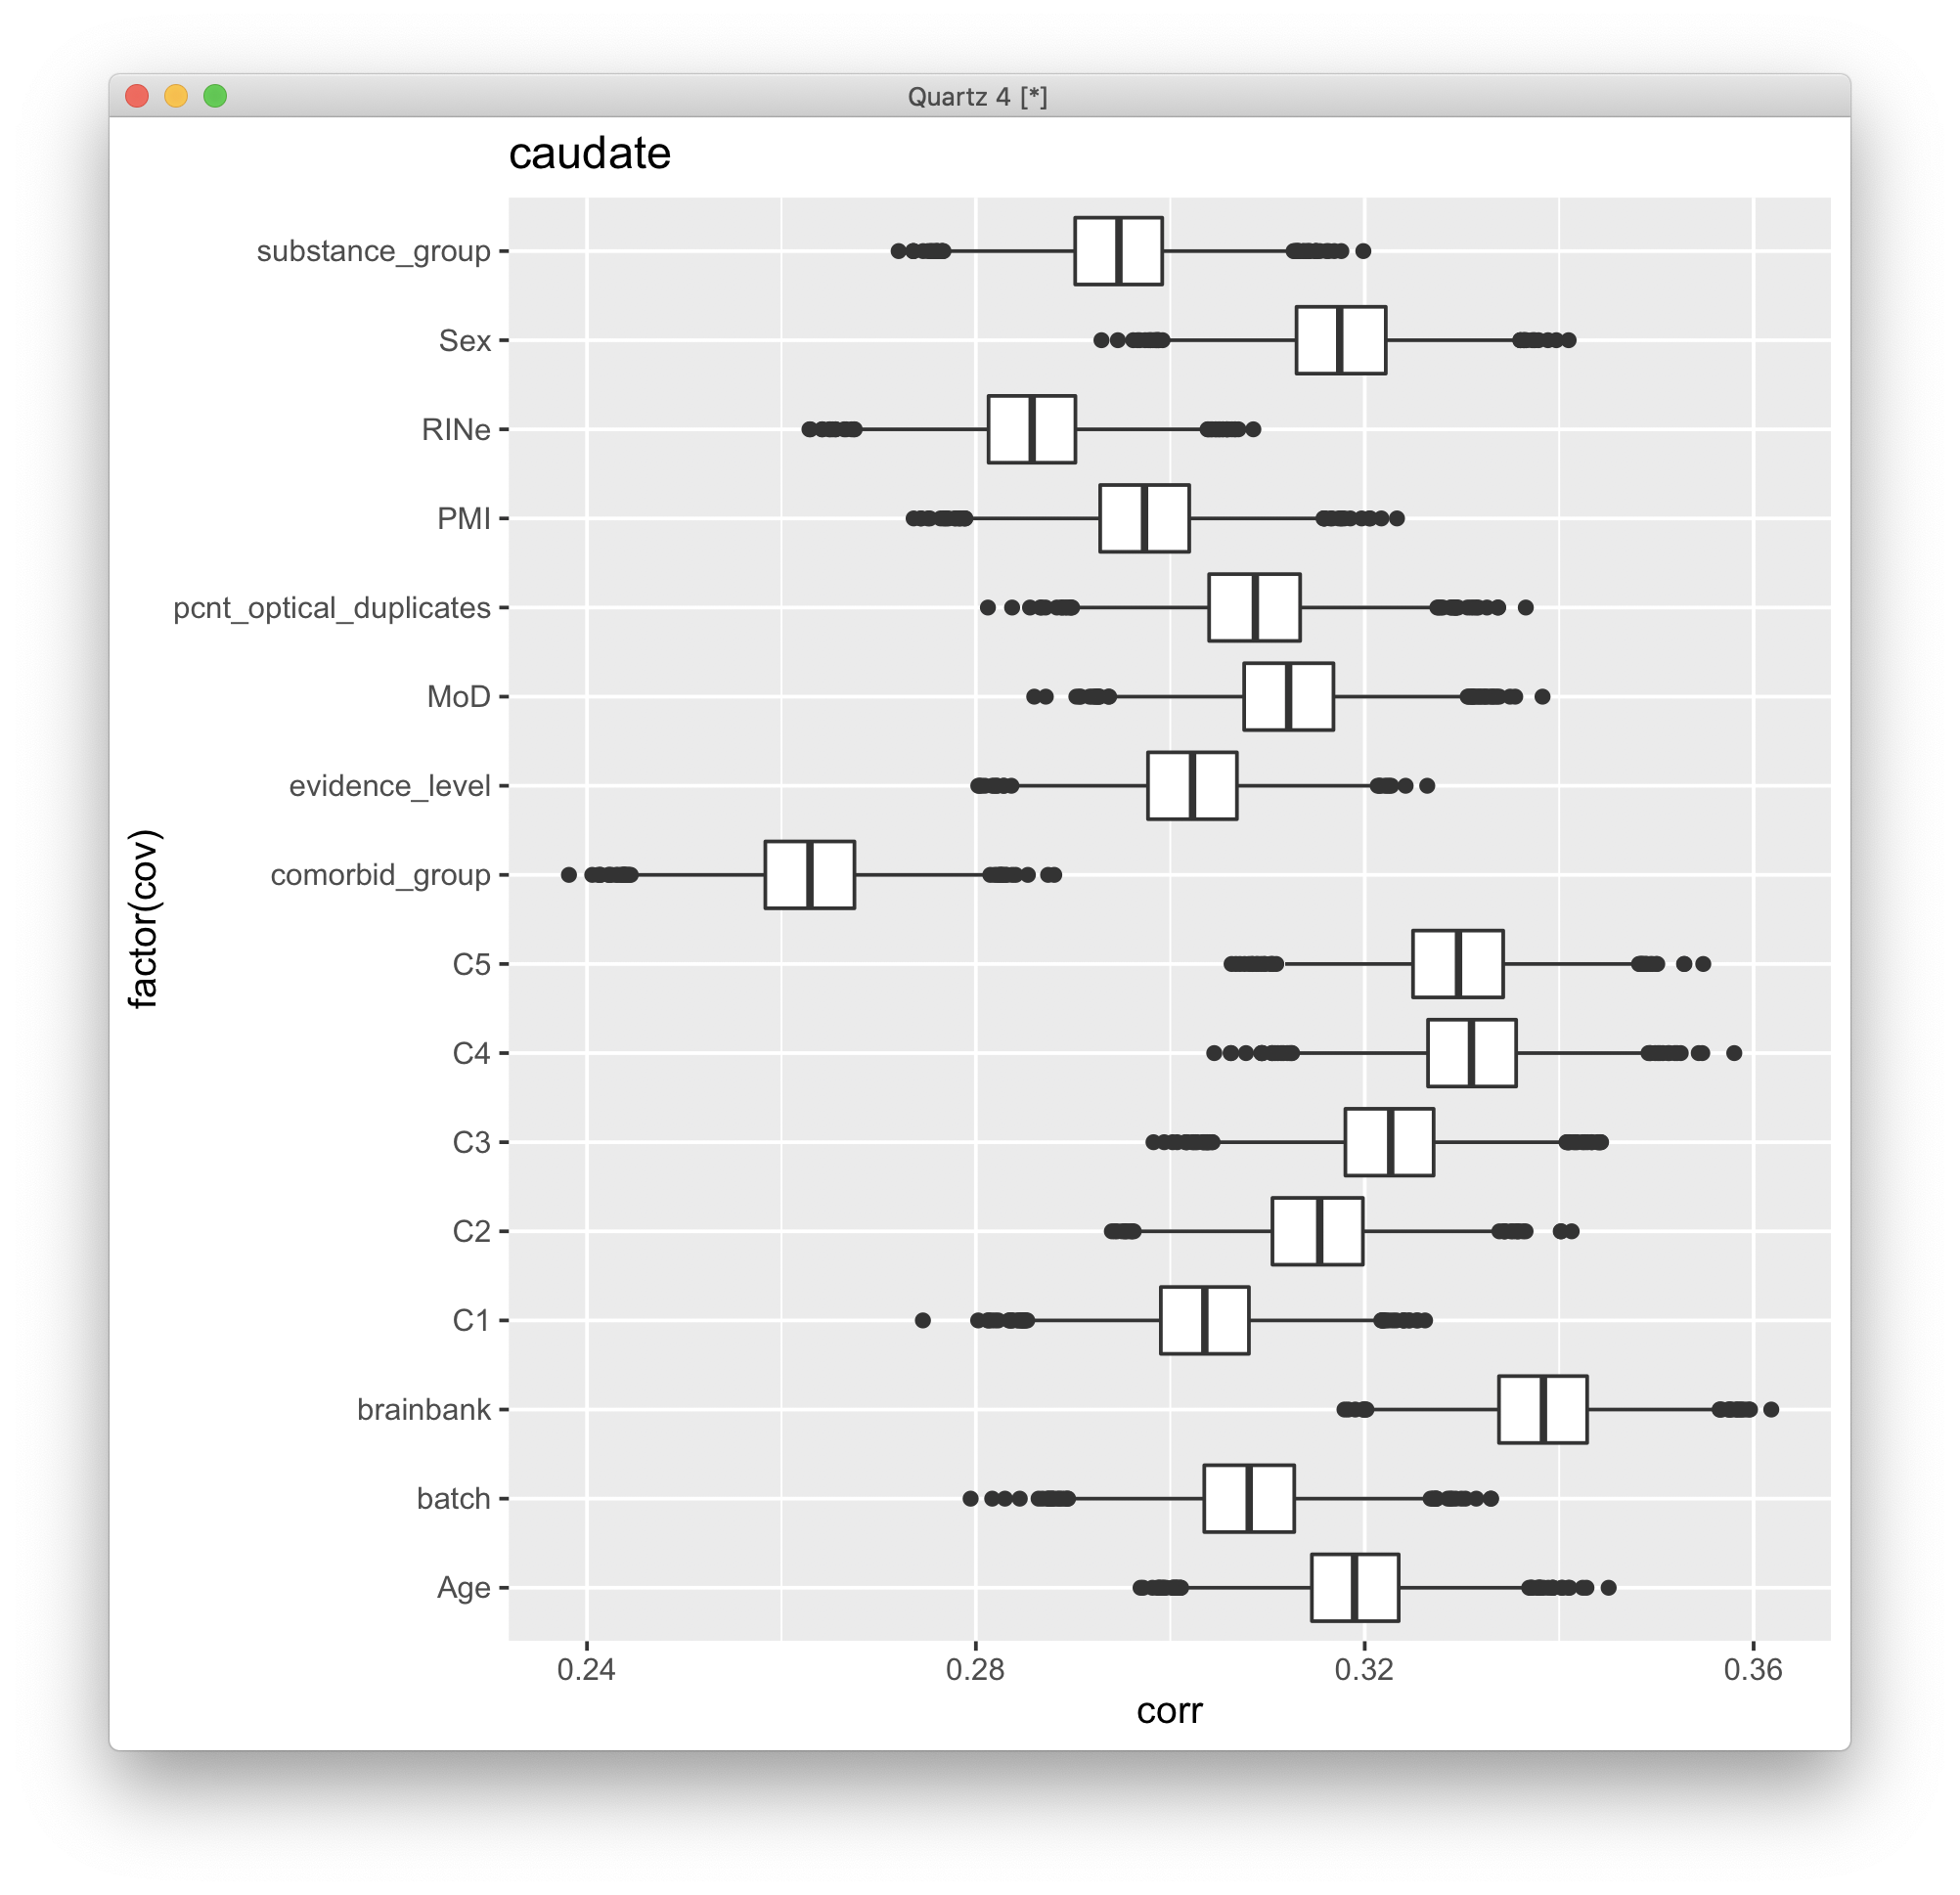 Quartz 4 [*]
caudate
substance_group
Sex
RINe
PMI
pcnt_optical_duplicates
MoD
evidence_level
comorbid_group
C5
C4
C3
C2
C1
brainbank
batch
Age
factor(cov)
0.24 0.28 0.32 0.36
corr